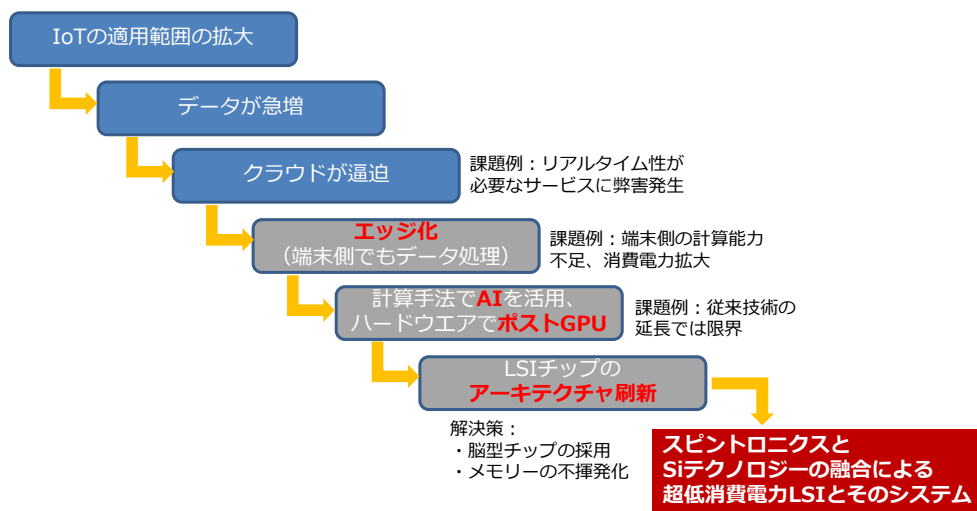 IoTの適用範囲の拡大
データが急増
クラウドが逼迫
課題例：リアルタイム性が
必要なサービスに弊害発生
エッジ化
（端末側でもデータ処理）
課題例：端末側の計算能力
不足、消費電力拡大
計算手法でAIを活用、
ハードウエアでポストGPU
課題例：従来技術の
延長では限界
LSIチップの
アーキテクチャ刷新
解決策：
・脳型チップの採用
・メモリーの不揮発化
スピントロニクスと
Siテクノロジーの融合による
超低消費電力LSIとそのシステム